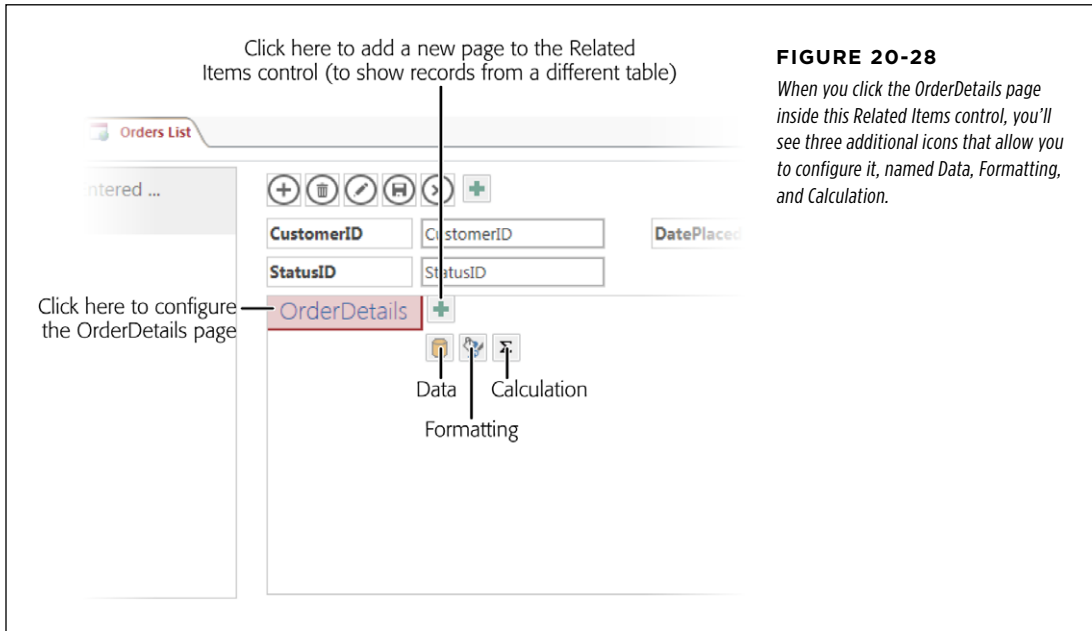 Click here to add a new page to the Related
Items control (to show records from a different table)
FIGURE 20-28
When you click the OrderDetails page
inside this Related Items control, you'll
see three additional icons that allow you
to configure it, named Data, Formatting,
and Calculation.
Orders List
ntered ...
CustomerID
CustomerID
DatePlaced
StatusID
StatusID
Click here to configure
the OrderDetails page
OrderDetails
Σ
Data
Calculation
Formatting